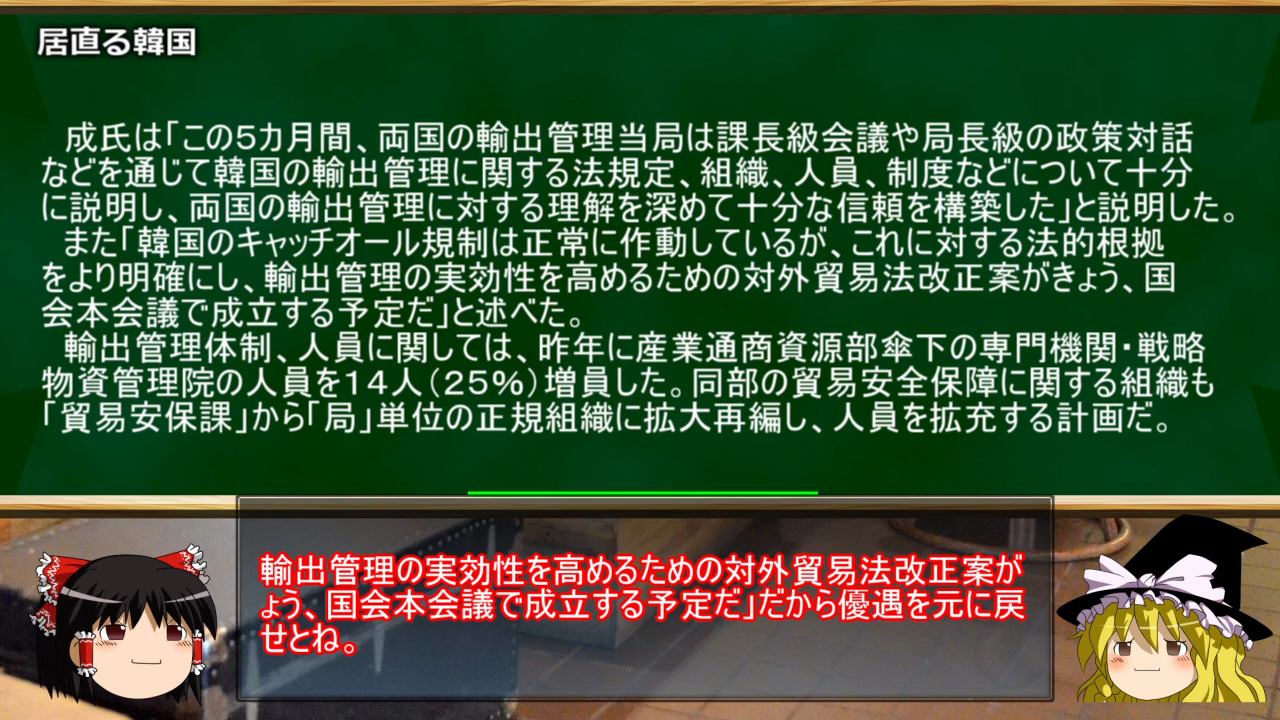 居直る韓国
成氏は「この5カ月間、両国の輸出管理当局は課長級会議や局長級の政策対話
などを通じて韓国の輸出管理に関する法規定、組織、人員、制度などについて十分
に説明し、両国の輸出管理に対する理解を深めて十分な信頼を構築した」と説明した。
また「韓国のキャッチオール規制は正常に作動しているが、これに対する法的根拠
をより明確にし、輸出管理の実効性を高めるための対外貿易法改正案がきょう、国
会本会議で成立する予定だ」と述べた。
輸出管理体制、人員に関しては、昨年に産業通商資源部傘下の専門機関・戦略
物資管理院の人員を14人（25％）増員した。同部の貿易安全保障に関する組織も
「貿易安保課」から「局」単位の正規組織に拡大再編し、人員を拡充する計画だ。
輸出管理の実効性を高めるための対外貿易法改正案が
ょう、国会本会議で成立する予定だ」だから優遇を元に戻
せとね。